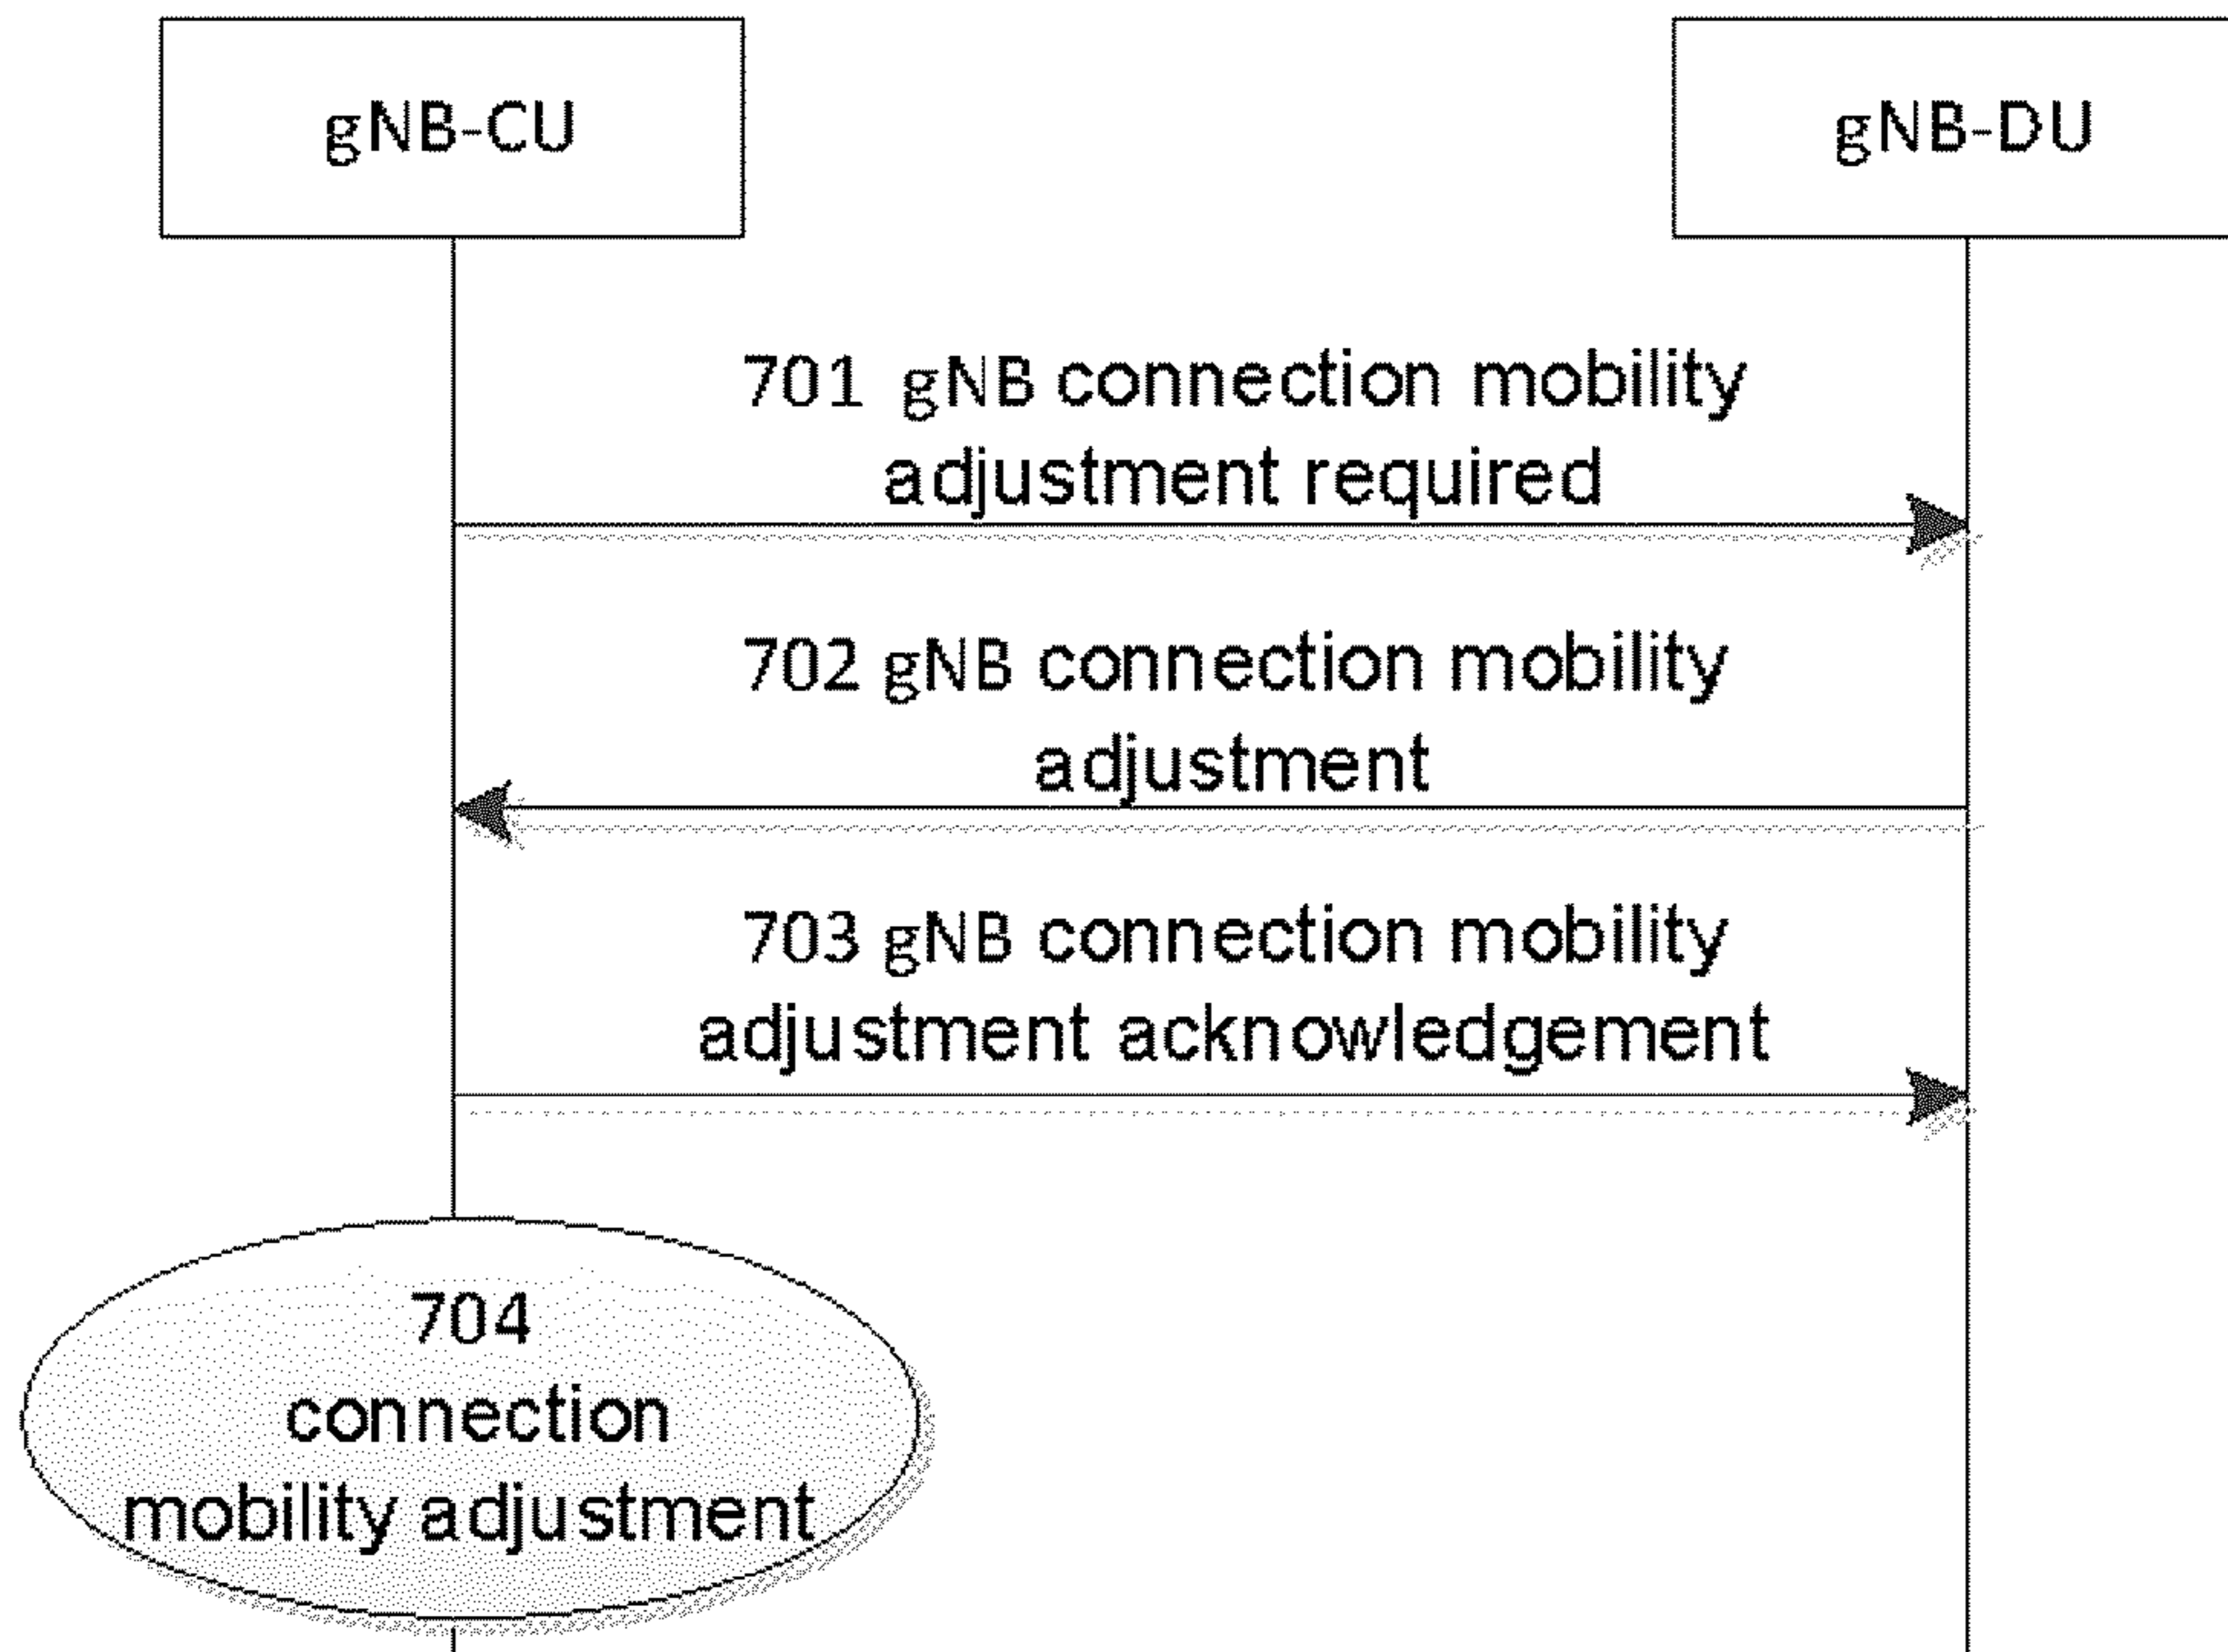 gNB-CU
gNB-DU
701 gNB connection mobility
adjustment required
702 gNB connection mobility
adjustment
703 gNB connection mobility
adjustment acknowledgement
704
connection
mobility adjustment